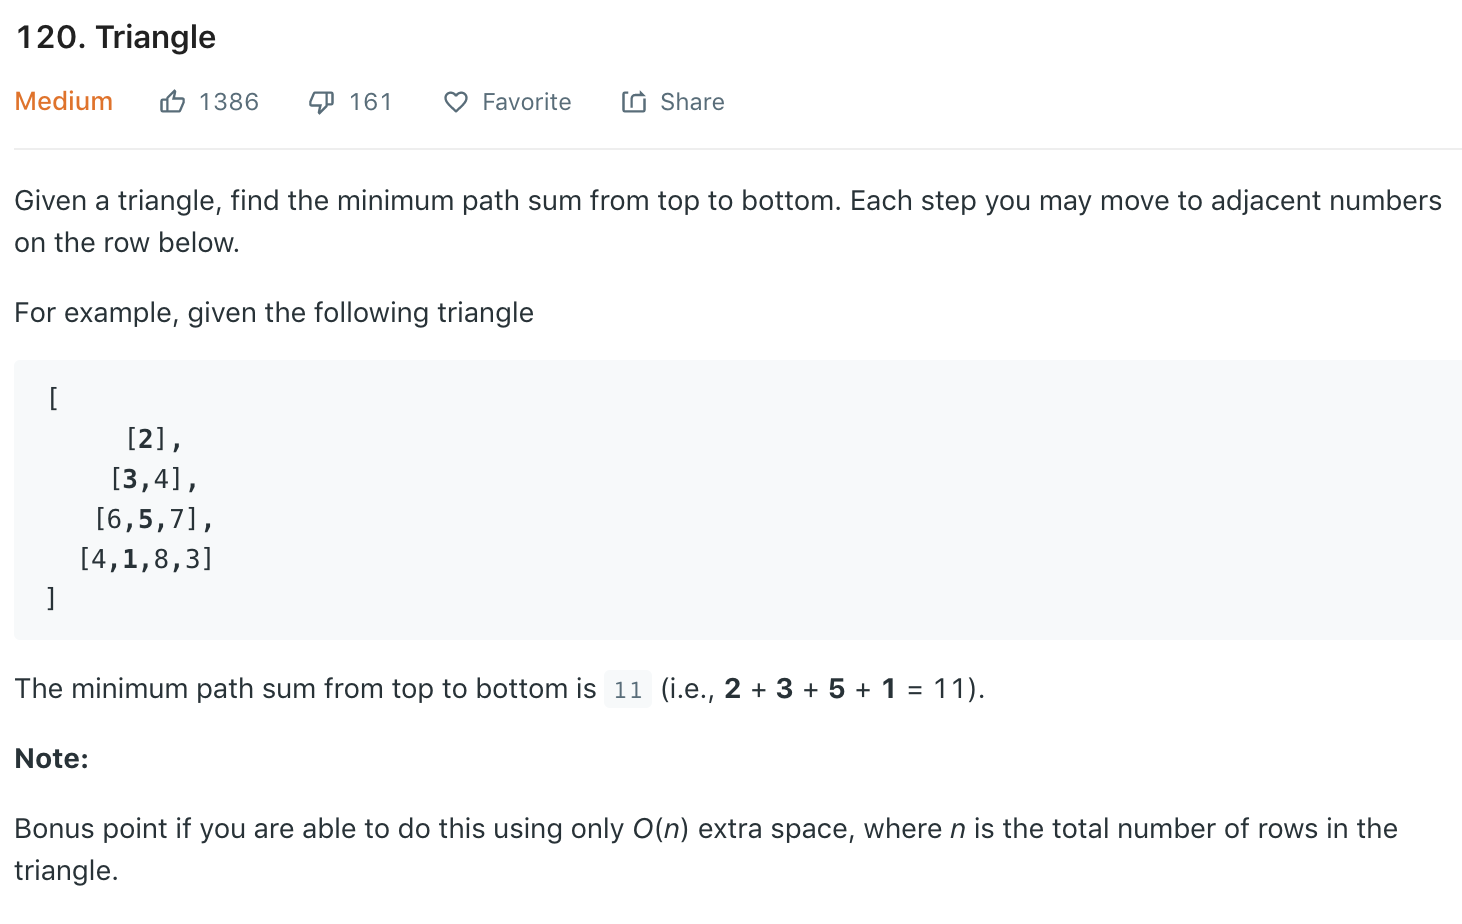 120. Triangle
Medium 1386 161 Favorite Share
Given a triangle, find the minimum path sum from top to bottom. Each step you may move to adjacent numbers
on the row below.
For example, given the following triangle
[
[2],
[3,4],
[6,5,7],
[4,1,8,3]
]
The minimum path sum from top to bottom is 11 (i.e., 2 + 3 + 5 + 1 = 11).
Note:
Bonus point if you are able to do this using only O(n) extra space, where n is the total number of rows in the
triangle.